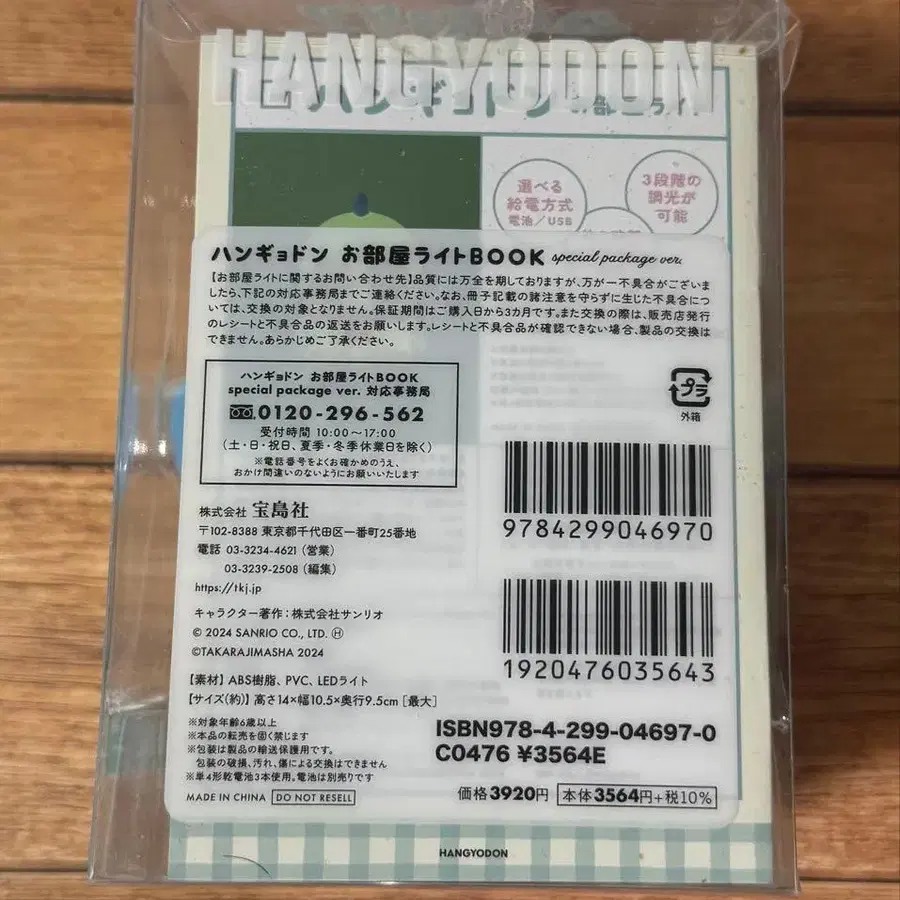 HANGYODON
ハンギョドン お部屋ライト
選べる
給電方式
電池／USB
3段階の
調光が
可能
ハンギョドン お部屋ライトBOOK special package ver.
【お部屋ライトに関するお問い合わせ先】品質には万全を期しておりますが、万が一不具合がございま
したら、下記の対応事務局までご連絡ください。なお、冊子記載の諸注意を守らずに生じた不具合につ
いては、交換の対象となりません。保証期間はご購入日から3カ月です。また交換の際は、販売店発行
のレシートと不具合品の返送をお願いします。レシートと不具合品が確認できない場合、製品の交換は
できません。あらかじめご了承ください。
ハンギョドン お部屋ライトBOOK
special package ver. 対応事務局
0120-296-562
受付時間 10:00〜17:00
（土・日・祝日、夏季・冬季休業日を除く）
※電話番号をよくお確かめのうえ、
おかけ間違いのないようにお願いいたします
プラ
外箱
9784299046970
1920476035643
株式会社 宝島社
〒102-8388 東京都千代田区一番町25番地
電話 03-3234-4621（営業）
03-3239-2508（編集）
https://tkj.jp
キャラクター著作：株式会社サンリオ
© 2024 SANRIO CO., LTD. Ⓗ
©TAKARAJIMASHA 2024
【素材】ABS樹脂、PVC、LEDライト
【サイズ(約)】高さ14×幅10.5×奥行9.5cm［最大］
※対象年齢6歳以上
※本品の転売を固く禁じます
※包装は製品の輸送保護用です。
包装の破損、汚れ、傷による交換はできません
※単4形乾電池3本使用。電池は別売りです
MADE IN CHINA DO NOT RESELL
ISBN978-4-299-04697-0
C0476 ¥3564E
価格3920円 本体3564円+税10%
HANGYODON